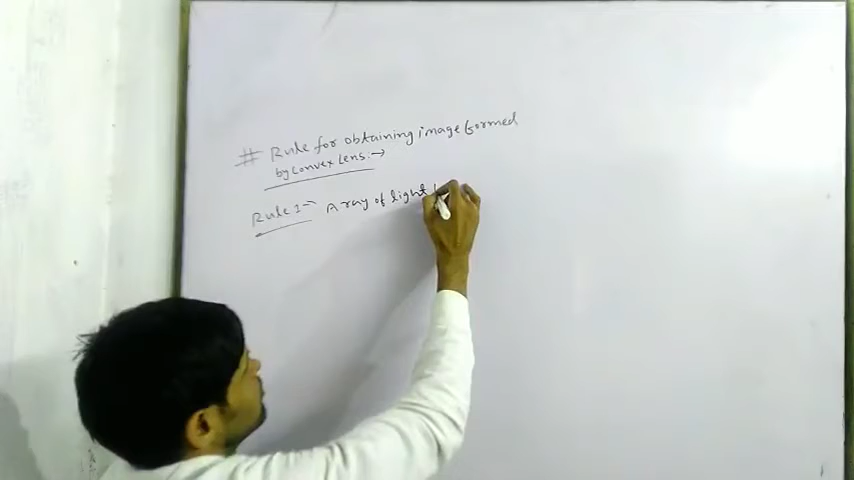 # Rule for obtaining image formed
by convex Lens:→
Rule 1→ A ray of light